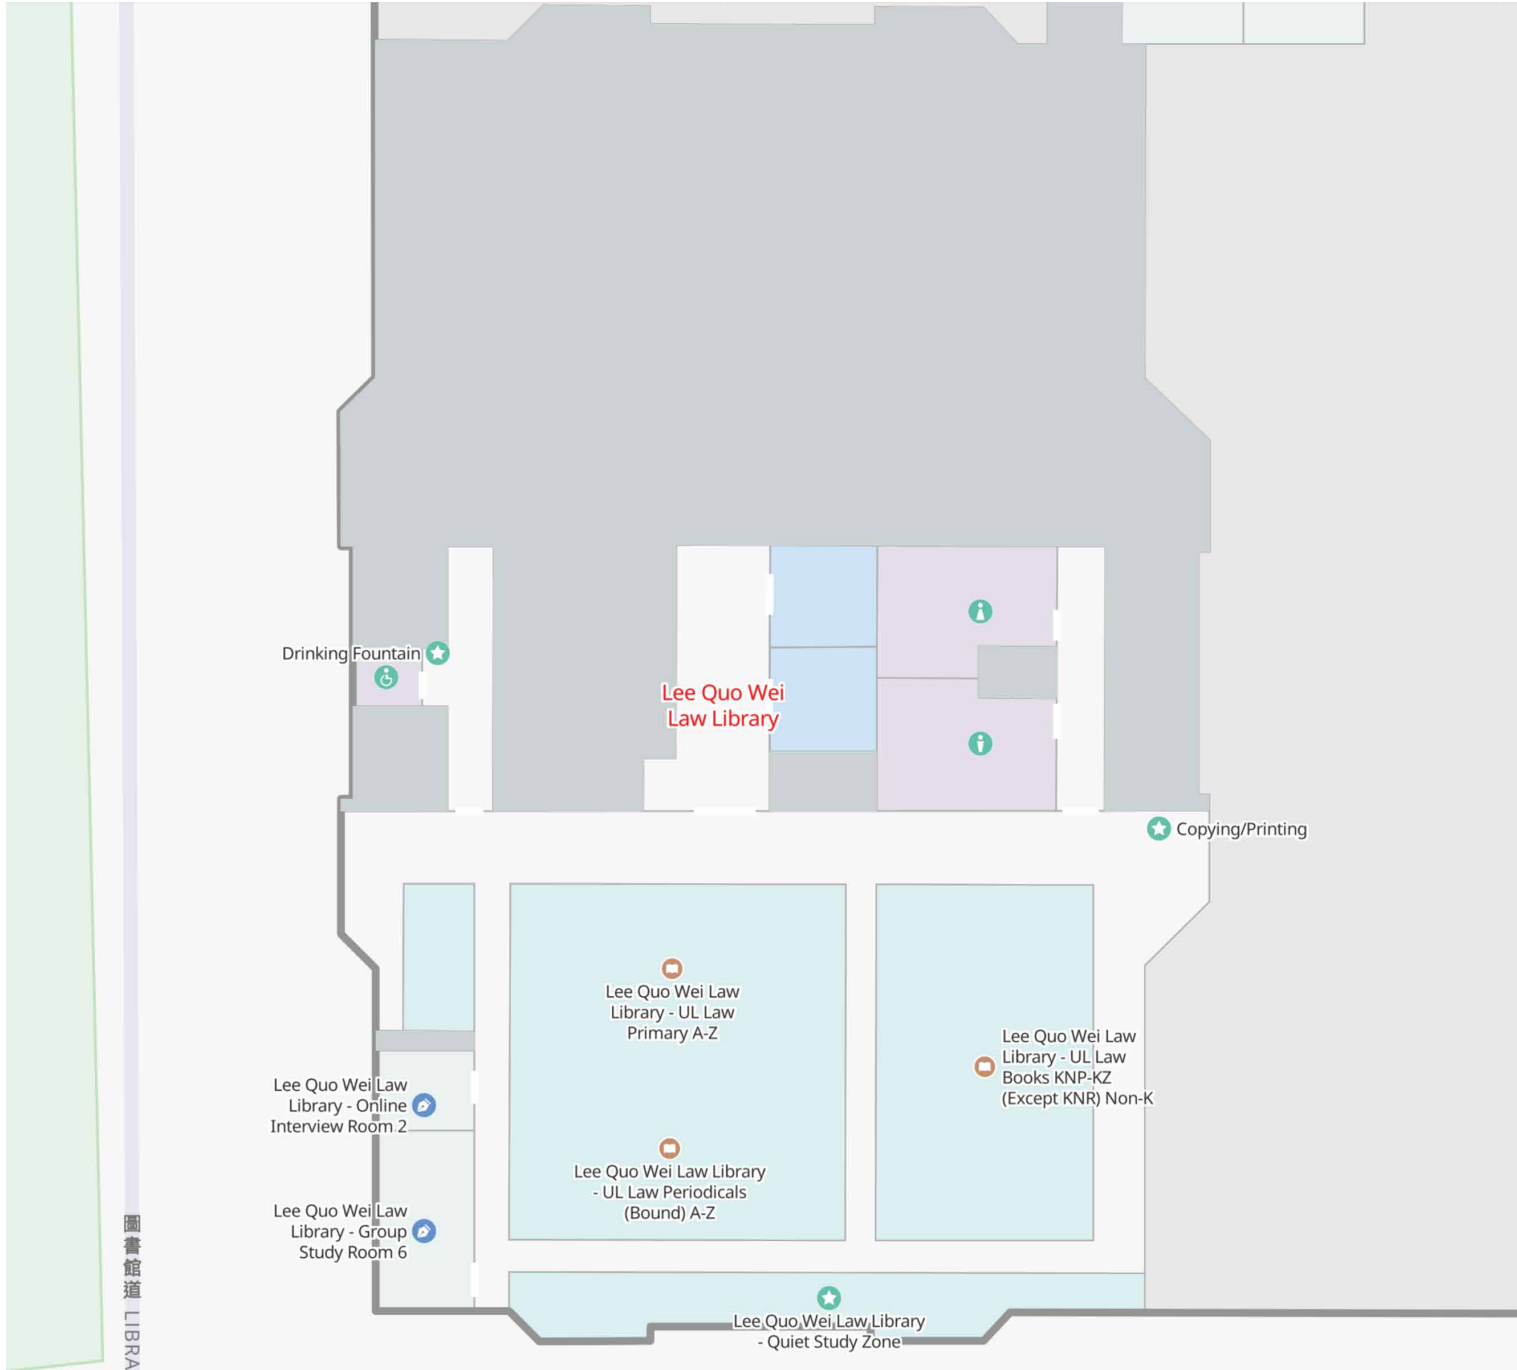 Drinking Fountain
Lee Quo Wei
Law Library
Copying/Printing
Lee Quo Wei Law
Library - UL Law
Primary A-Z
Lee Quo Wei Law
Library - UL Law
Books KNP-KZ
(Except KNR) Non-K
Lee Quo Wei Law
Library - Online
Interview Room 2
Lee Quo Wei Law Library
- UL Law Periodicals
(Bound) A-Z
Lee Quo Wei Law
Library - Group
Study Room 6
圖書館道 LIBRA
Lee Quo Wei Law Library
- Quiet Study Zone